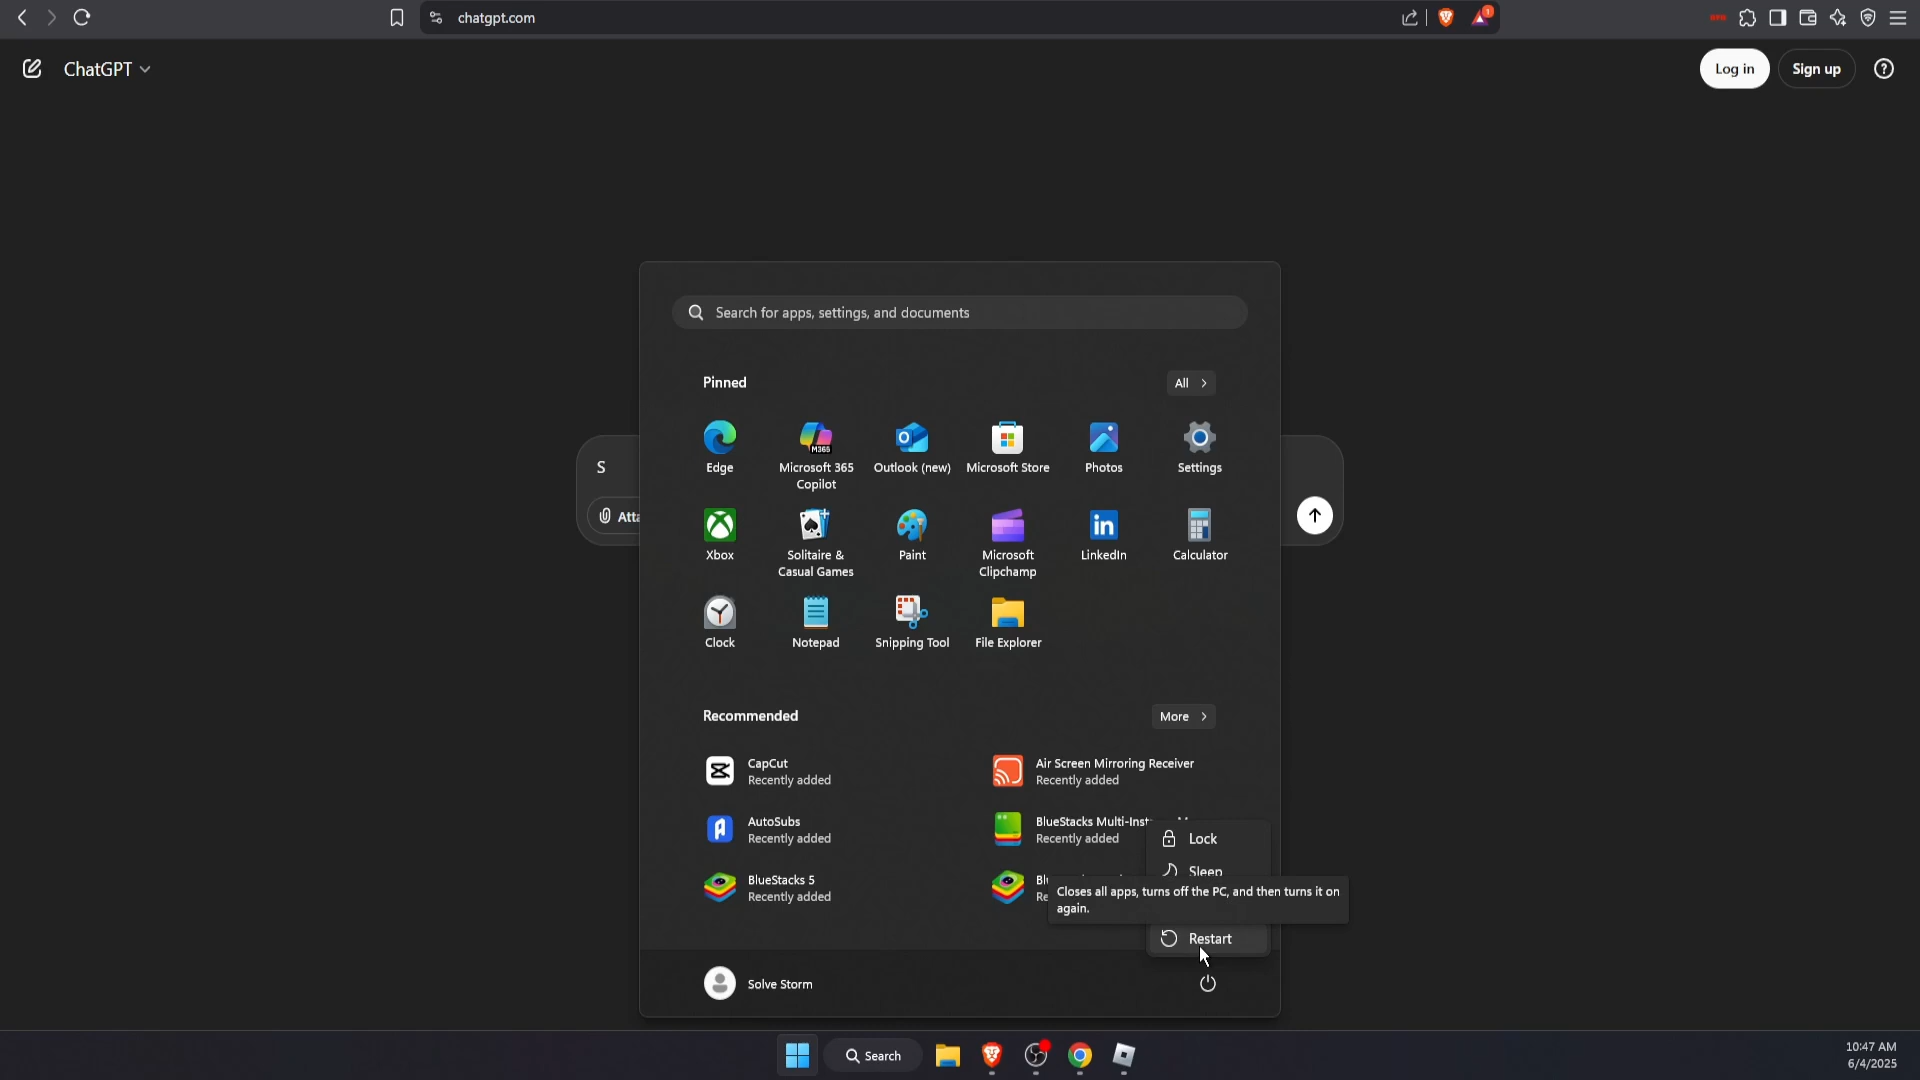 chatgpt.com
1
ChatGPT
Log in
Sign up
Search for apps, settings, and documents
Pinned
All
S
Edge
Microsoft 365
Copilot
M365
Outlook (new)
Microsoft Store
Photos
Settings
Xbox
Solitaire &
Casual Games
Paint
Microsoft
Clipchamp
LinkedIn
Calculator
Clock
Notepad
Snipping Tool
File Explorer
Recommended
More
CapCut
Recently added
Air Screen Mirroring Receiver
Recently added
AutoSubs
Recently added
BlueStacks
Recently added
BlueStacks 5
Recently added
Lock
Sleep
Closes all apps, turns off the PC, and then turns it on
again.
Restart
Solve Storm
Search
10:47 AM
6/4/2025